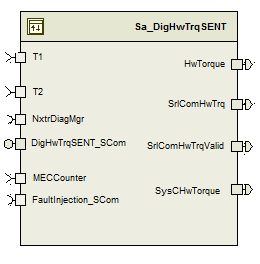 Sa_DigHwTrqSENT
T1
HwTorque
T2
SrlComHwTrq
NxtrDiagMgr
DigHwTrqSENT_SCom
SrlComHwTrqValid
MECCounter
SysCHwTorque
FaultInjection_SCom